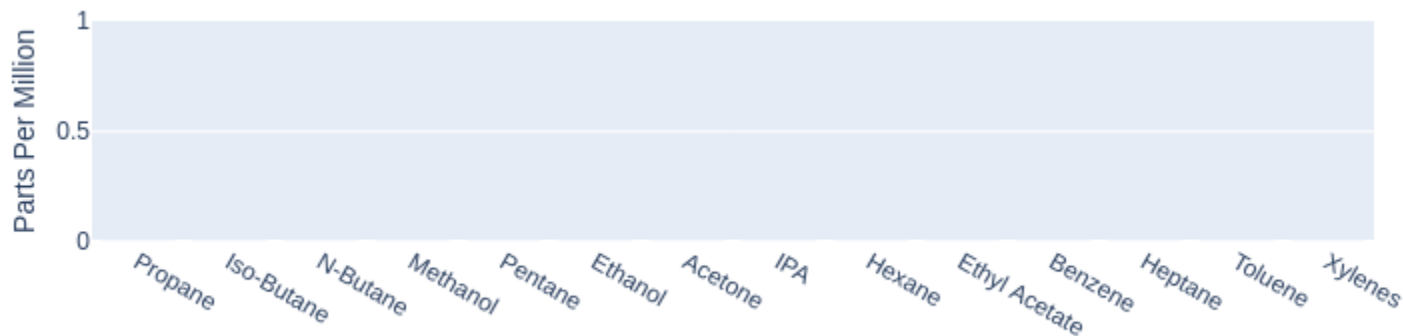 Parts Per Million
1
0.5
0
Propane
Iso-Butane
N-Butane
Methanol
Pentane
Ethanol
Acetone
IPA
Hexane
Ethyl Acetate
Benzene
Heptane
Toluene
Xylenes